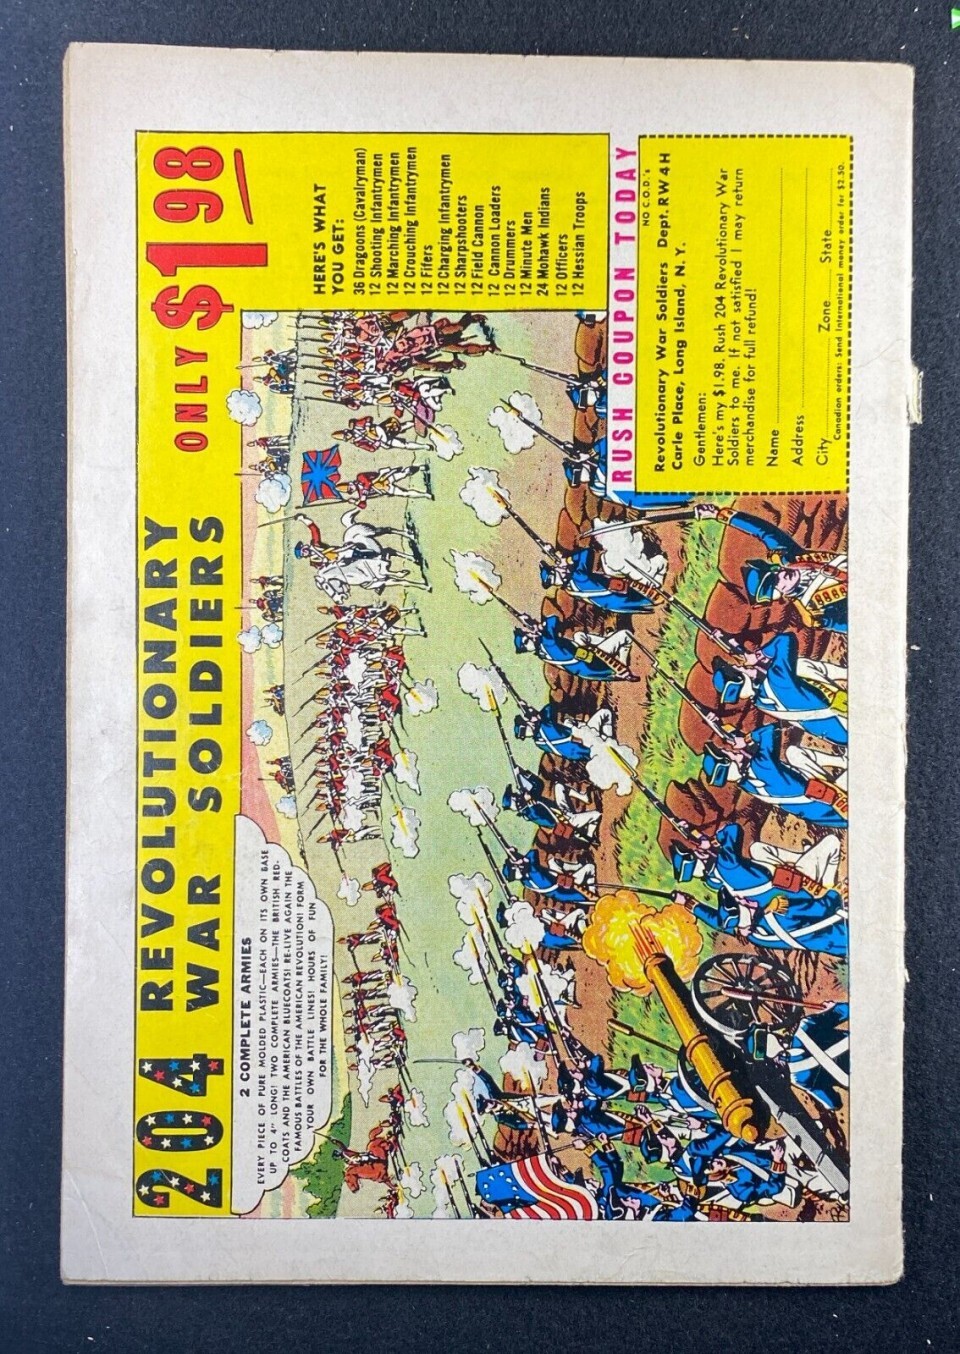 204 REVOLUTIONARY
WAR SOLDIERS ONLY $1 98
2 COMPLETE ARMIES
EVERY PIECE OF PURE MOLDED PLASTIC—EACH ON ITS OWN BASE
UP TO 4" LONG! TWO COMPLETE ARMIES—THE BRITISH RED-
COATS AND THE AMERICAN BLUECOATS! RE-LIVE AGAIN THE
FAMOUS BATTLES OF THE AMERICAN REVOLUTION! FORM
YOUR OWN BATTLE LINES! HOURS OF FUN
FOR THE WHOLE FAMILY!
HERE'S WHAT
YOU GET:
36 Dragoons (Cavalryman)
12 Shooting Infantrymen
12 Marching Infantrymen
12 Crouching Infantrymen
12 Fifers
12 Charging Infantrymen
12 Sharpshooters
12 Field Cannon
12 Cannon Loaders
12 Drummers
12 Minute Men
24 Mohawk Indians
12 Officers
12 Hessian Troops
RUSH COUPON TODAY
NO C.O.D.'s
Revolutionary War Soldiers Dept. RW 4H
Carle Place, Long Island, N. Y.
Gentlemen:
Here's my $1.98. Rush 204 Revolutionary War
Soldiers to me. If not satisfied I may return
merchandise for full refund!
Name
Address
City Zone State
Canadian orders: Send International money order for $2.50.